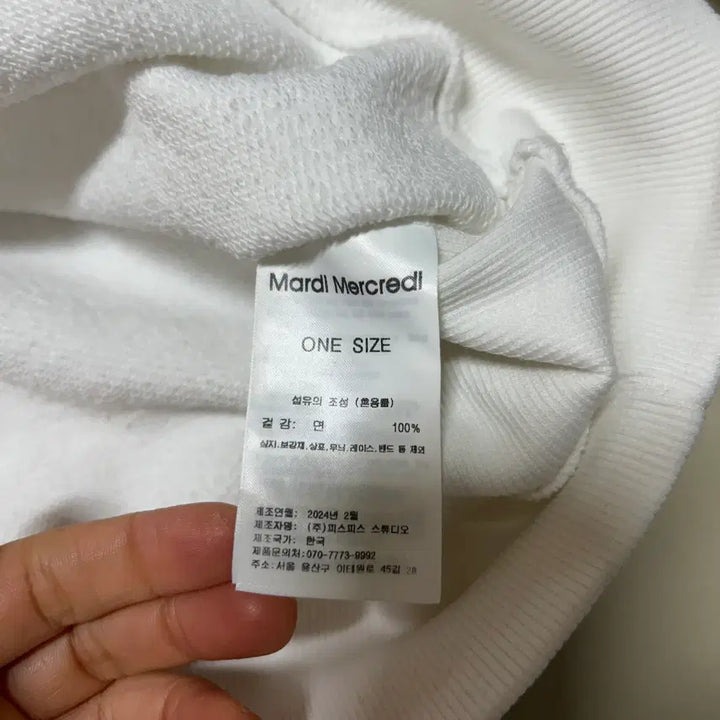 Mardi Mercredi
ONE SIZE
섬유의 조성 (혼용률)
겉 감: 면 100%
심지,보강재,상표,무늬,레이스,밴드 등 제외
제조연월: 2024년 2월
제조자명: (주)피스피스 스튜디오
제조국가: 한국
제품문의처:070-7773-9992
주소:서울 용산구 이태원로 45길 28